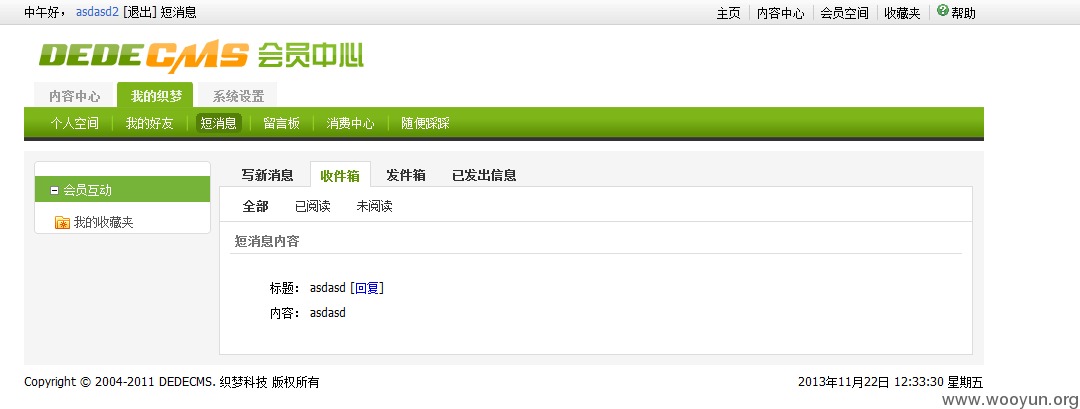 中午好， asdasd2 [退出] 短消息 主页 内容中心 会员空间 收藏夹 帮助
DEDECMS 会员中心
内容中心 我的织梦 系统设置
个人空间 我的好友 短消息 留言板 消费中心 随便踩踩
写新消息 收件箱 发件箱 已发出信息
会员互动
全部 已阅读 未阅读
我的收藏夹
短消息内容
标题： asdasd [回复]
内容： asdasd
Copyright © 2004-2011 DEDECMS. 织梦科技 版权所有 2013年11月22日 12:33:30 星期五
www.wooyun.org